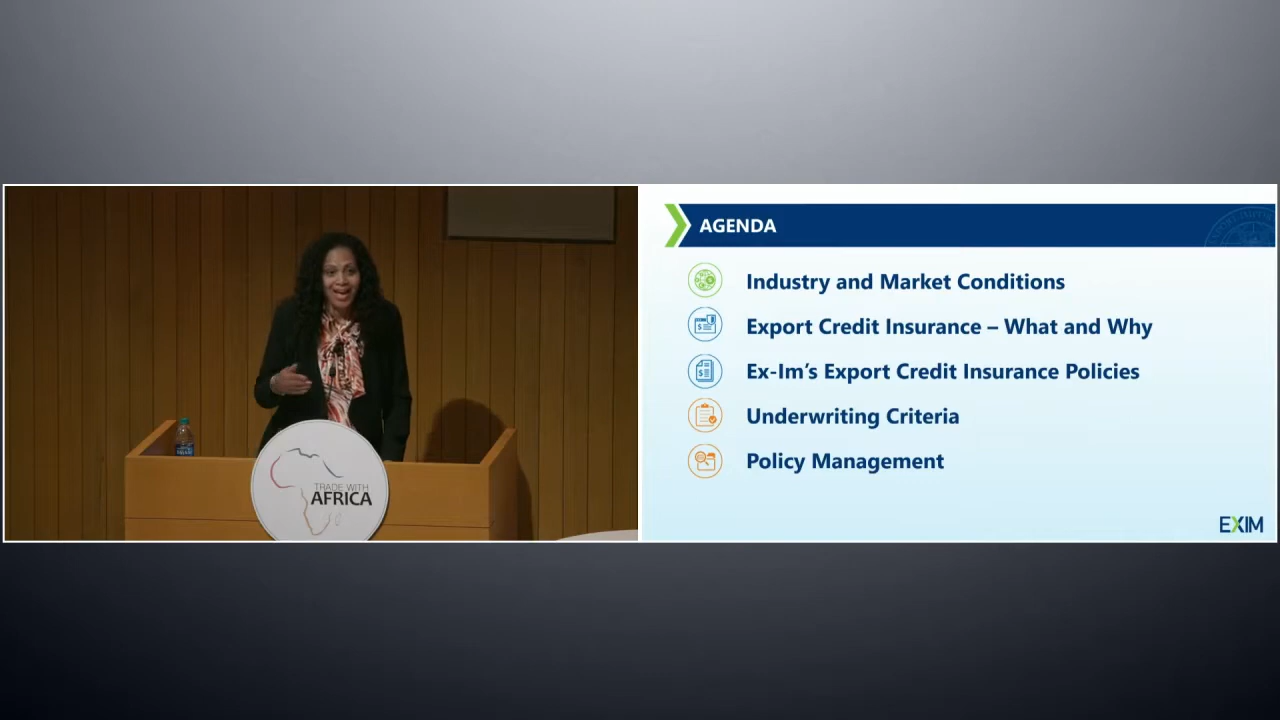 TRADE WITH
AFRICA
AGENDA
Industry and Market Conditions
Export Credit Insurance – What and Why
Ex-Im’s Export Credit Insurance Policies
Underwriting Criteria
Policy Management
EXIM